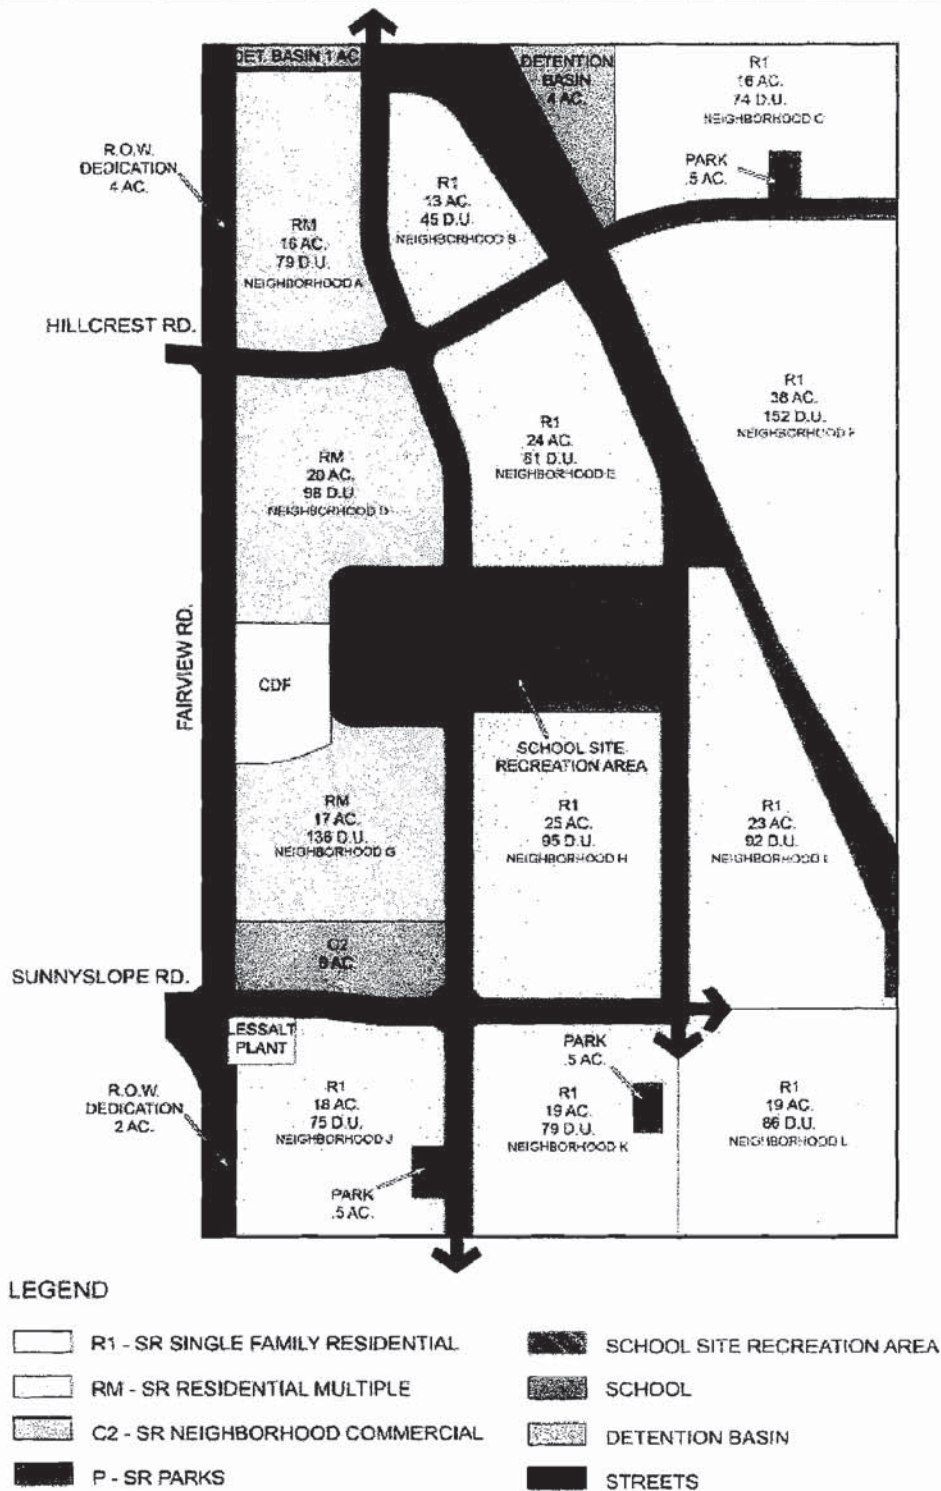 DET BASIN 1 AC
DETENTION
BASIN
4 AC.
R1
16 AC.
74 D.U.
NEIGHBORHOOD C
PARK
.5 AC.
R.O.W.
DEDICATION
4 AC.
R1
13 AC.
45 D.U.
NEIGHBORHOOD B
RM
16 AC.
79 D.U.
NEIGHBORHOOD A
HILLCREST RD.
R1
38 AC.
152 D.U.
NEIGHBORHOOD F
R1
24 AC.
81 D.U.
NEIGHBORHOOD E
RM
20 AC.
98 D.U.
NEIGHBORHOOD D
FAIRVIEW RD.
CDF
SCHOOL SITE
RECREATION AREA
RM
17 AC.
136 D.U.
NEIGHBORHOOD G
R1
25 AC.
95 D.U.
NEIGHBORHOOD H
R1
23 AC.
92 D.U.
NEIGHBORHOOD I
C2
AC.
SUNNYSLOPE RD.
LESSALT
PLANT
PARK
.5 AC.
R.O.W.
DEDICATION
2 AC.
R1
18 AC.
75 D.U.
NEIGHBORHOOD J
R1
19 AC.
79 D.U.
NEIGHBORHOOD K
R1
19 AC.
86 D.U.
NEIGHBORHOOD L
PARK
.5 AC.
LEGEND
R1 - SR SINGLE FAMILY RESIDENTIAL
RM - SR RESIDENTIAL MULTIPLE
C2 - SR NEIGHBORHOOD COMMERCIAL
P - SR PARKS
SCHOOL SITE RECREATION AREA
SCHOOL
DETENTION BASIN
STREETS